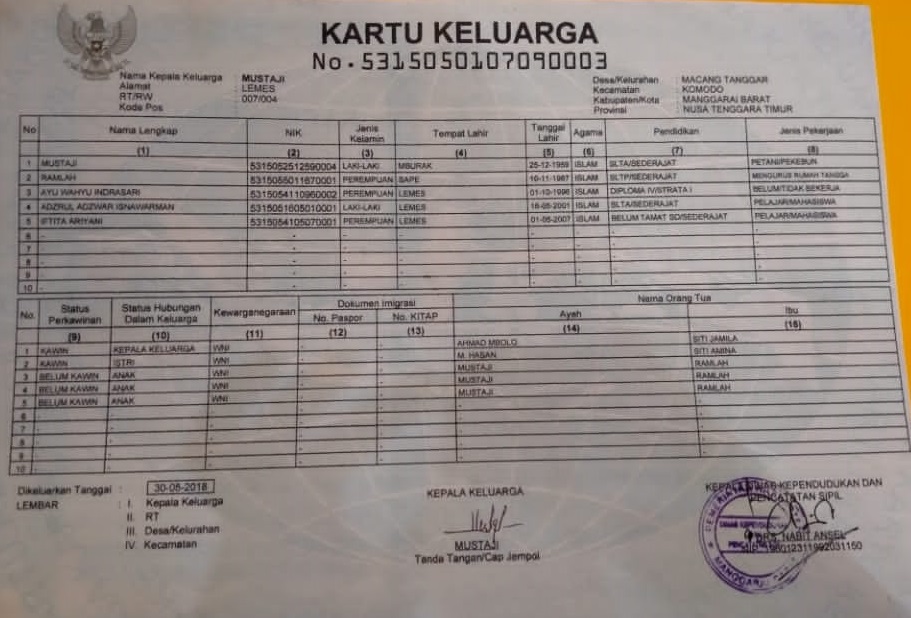 KARTU KELUARGA
No. 5315050107090003
Nama Kepala Keluarga : MUSTAJI
Alamat : LEMES
RT/RW : 007/004
Kode Pos :
Desa/Kelurahan : MACANG TANGGAR
Kecamatan : KOMODO
Kabupaten/Kota : MANGGARAI BARAT
Provinsi : NUSA TENGGARA TIMUR
No Nama Lengkap NIK Jenis Kelamin Tempat Lahir Tanggal Lahir Agama Pendidikan Jenis Pekerjaan
(1) (2) (3) (4) (5) (6) (7) (8)
1 MUSTAJI 5315052512590004 LAKI-LAKI MBURAK 25-12-1959 ISLAM SLTA/SEDERAJAT PETANI/PEKEBUN
2 RAMLAH 5315055011670001 PEREMPUAN SAPE 10-11-1967 ISLAM SLTP/SEDERAJAT MENGURUS RUMAH TANGGA
3 AYU WAHYU INDRASARI 5315054110960002 PEREMPUAN LEMES 01-10-1996 ISLAM DIPLOMA IV/STRATA I BELUM/TIDAK BEKERJA
4 ADZRUL ADZWAR ISNAWARMAN 5315051605010001 LAKI-LAKI LEMES 16-05-2001 ISLAM SLTA/SEDERAJAT PELAJAR/MAHASISWA
5 ARIYANI 5315054105070001 PEREMPUAN LEMES 01-05-2007 ISLAM BELUM TAMAT SD/SEDERAJAT PELAJAR/MAHASISWA
6 - - - -
7 - - - -
8 - - - -
9 - - - -
10 - - - -
No. Status Perkawinan Status Hubungan Dalam Keluarga Kewarganegaraan Dokumen Imigrasi Nama Orang Tua
No. Paspor No. KITAP Ayah Ibu
(9) (10) (11) (12) (13) (14) (15)
1 KAWIN KEPALA KELUARGA WNI - - AHMAD MBOLO SITI JAMILA
2 KAWIN ISTRI WNI - - M. HASAN SITI AMINA
3 BELUM KAWIN ANAK WNI - - MUSTAJI RAMLAH
4 BELUM KAWIN ANAK WNI - - MUSTAJI RAMLAH
5 BELUM KAWIN ANAK WNI - - MUSTAJI RAMLAH
6 - - - - - - -
7 - - - - - - -
8 - - - - - - -
9 - - - - - - -
10 - - - - - - -
Dikeluarkan Tanggal : 30-05-2018
LEMBAR : I. Kepala Keluarga
II. RT
III. Desa/Kelurahan
IV. Kecamatan
KEPALA KELUARGA
MUSTAJI
Tanda Tangan/Cap Jempol
KEPALA DINAS KEPENDUDUKAN DAN
PENCATATAN SIPIL
DRS. NABIT ANSEL
NIP. 196012311992031150